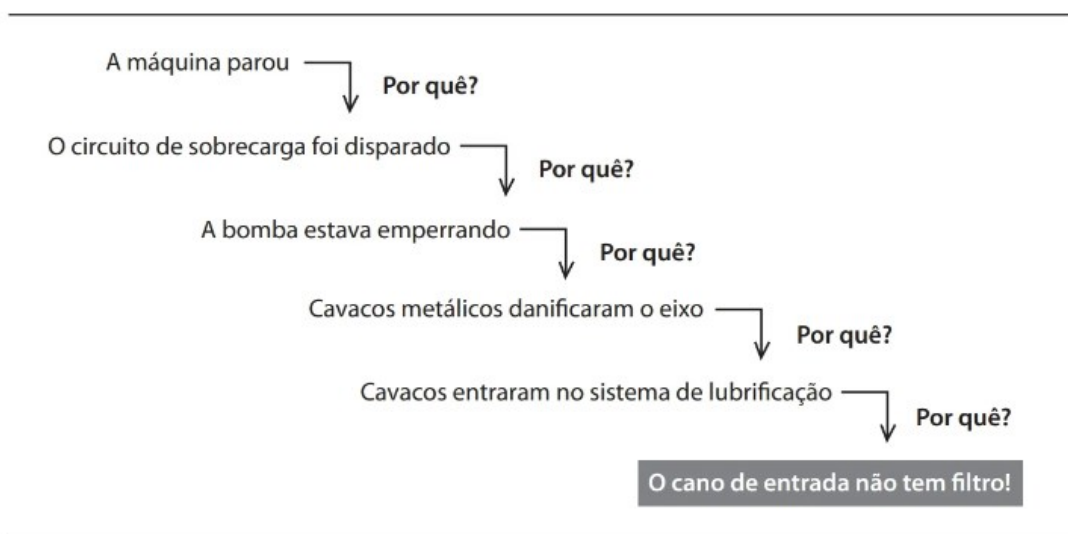 A máquina parou
Por quê?
O circuito de sobrecarga foi disparado
Por quê?
A bomba estava emperrando
Por quê?
Cavacos metálicos danificaram o eixo
Por quê?
Cavacos entraram no sistema de lubrificação
Por quê?
O cano de entrada não tem filtro!